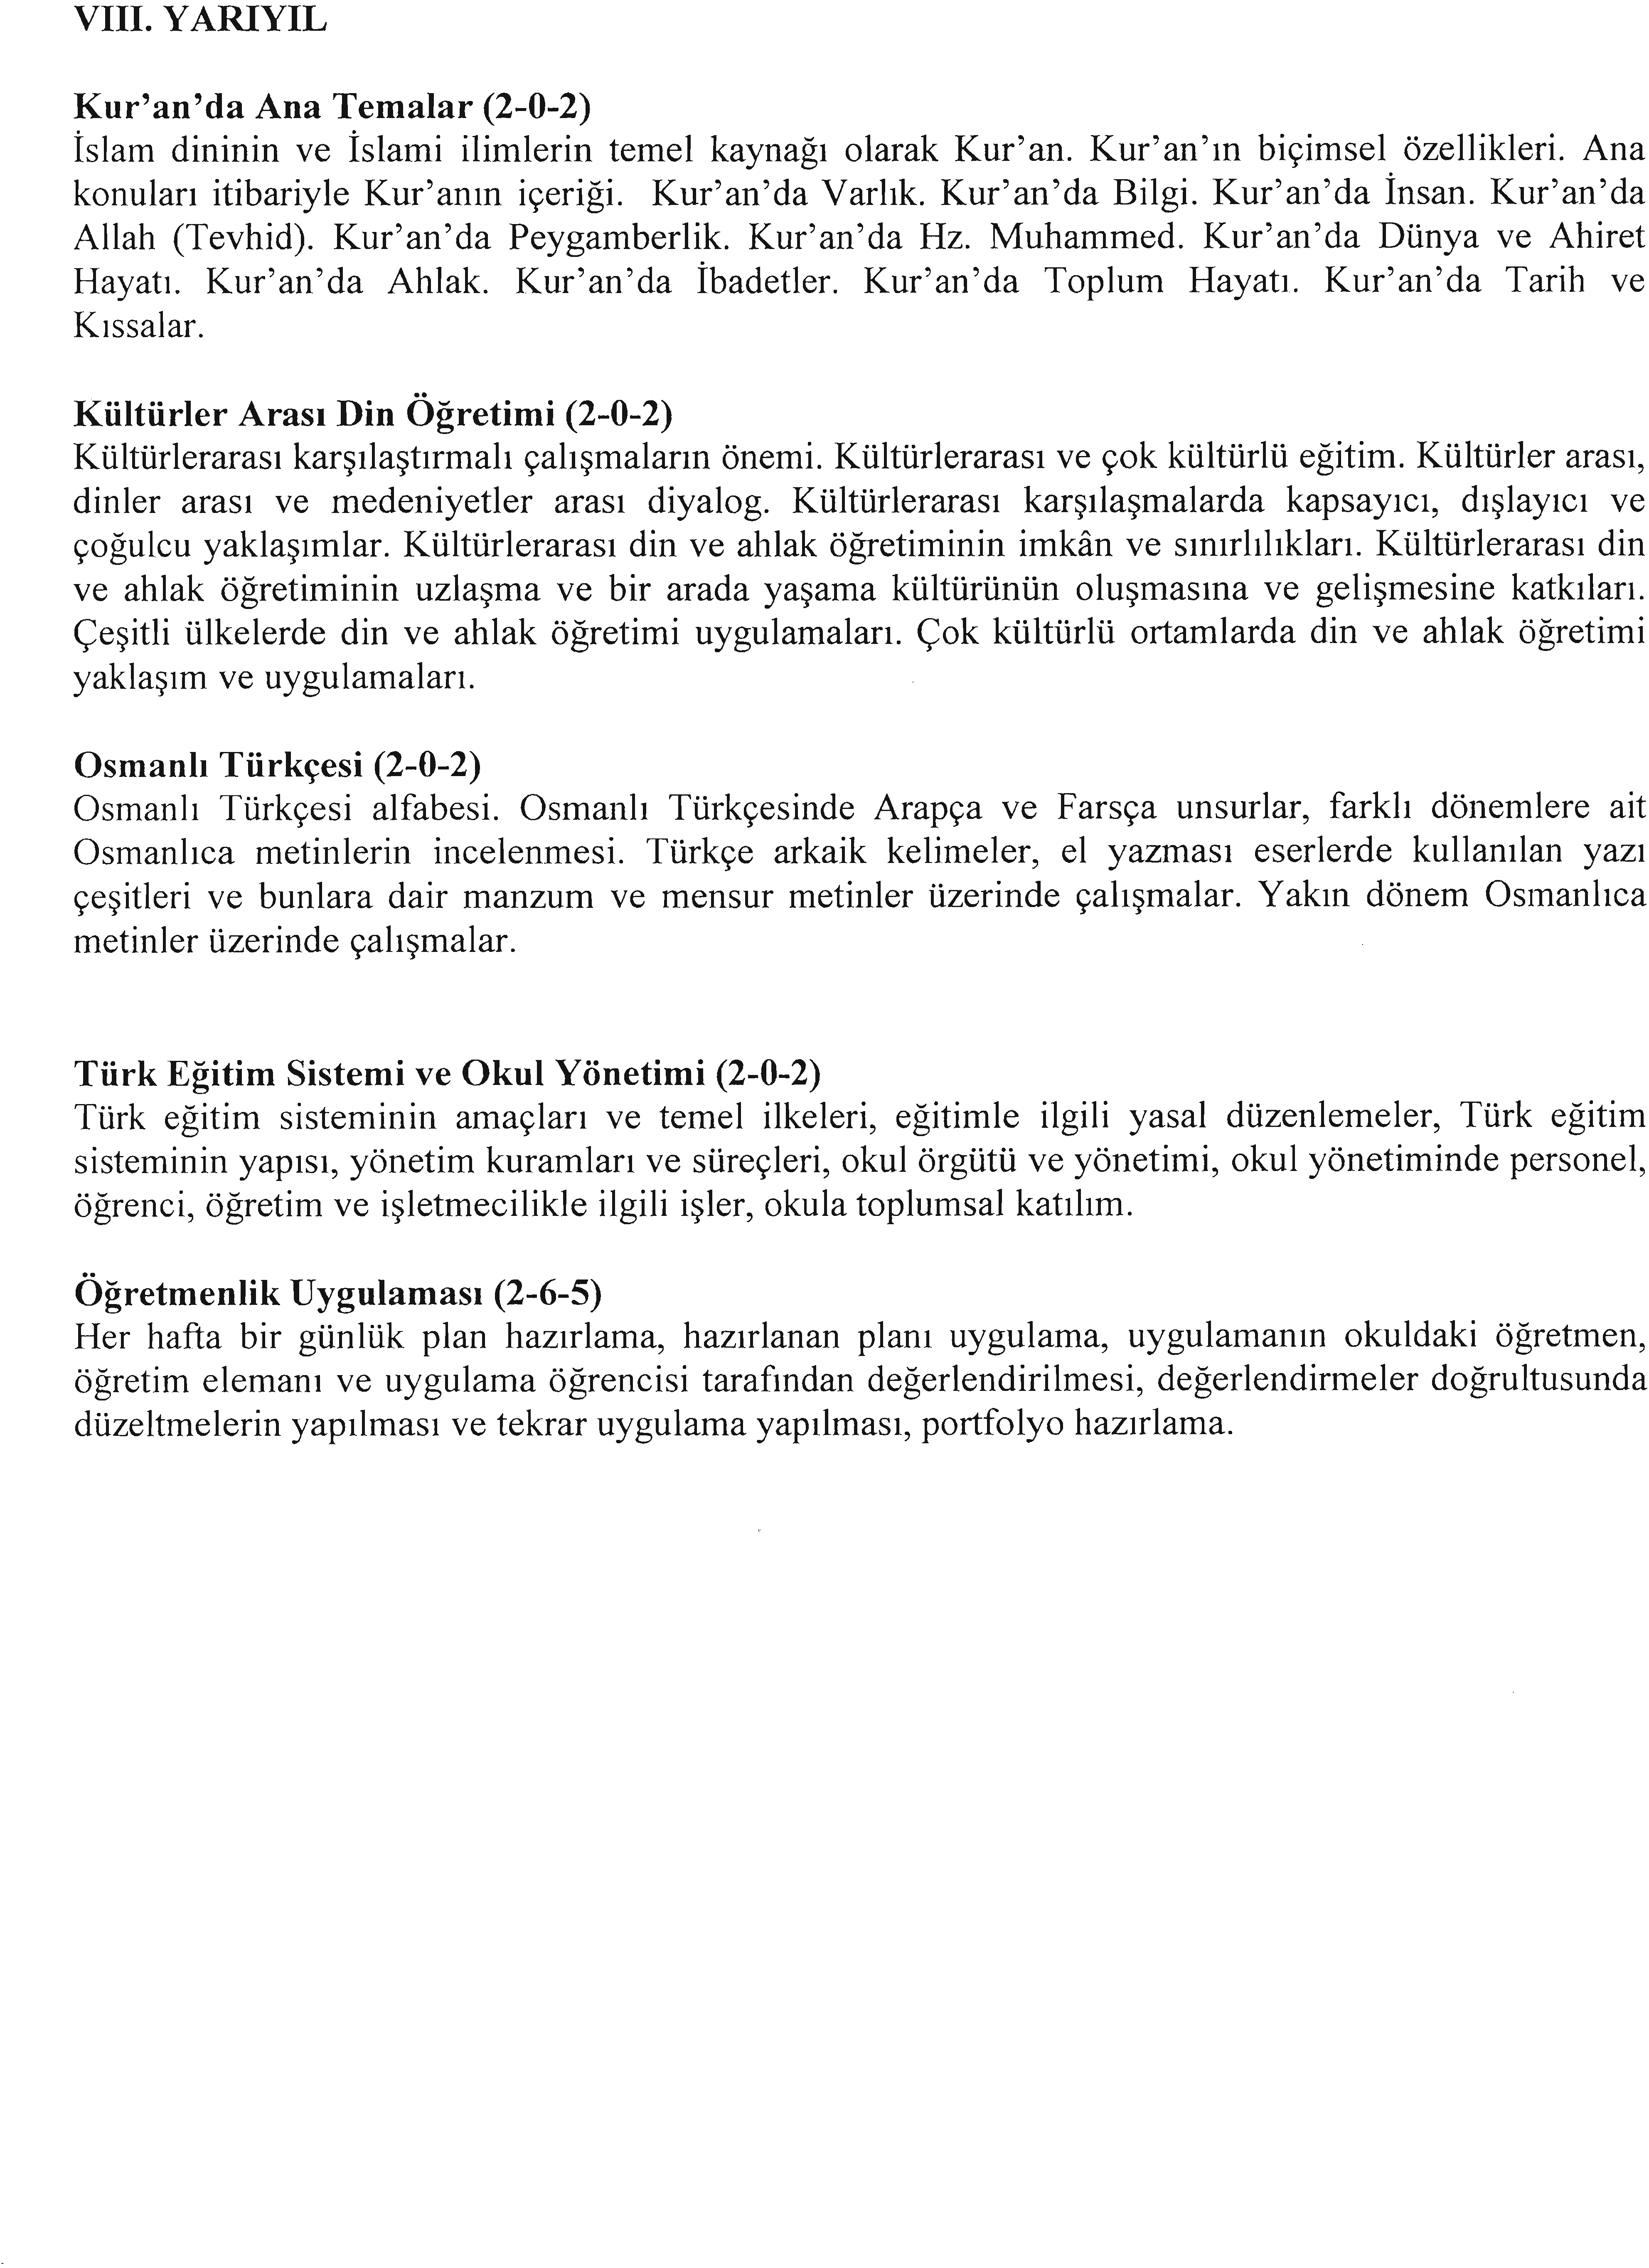 VIII. YARIYIL
Kur'an'da Ana Temalar (2-0-2)
İslam dininin ve İslami ilimlerin temel kaynağı olarak Kur'an. Kur'an'ın biçimsel özellikleri. Ana
konuları itibariyle Kur'anın içeriği. Kur'an'da Varlık. Kur'an'da Bilgi. Kur'an'da İnsan. Kur'an'da
Allah (Tevhid). Kur'an'da Peygamberlik. Kur'an'da Hz. Muhammed. Kur'an'da Dünya ve Ahiret
Hayatı. Kur'an'da Ahlak. Kur'an'da İbadetler. Kur'an'da Toplum Hayatı. Kur'an'da Tarih ve
Kıssalar.
Kültürler Arası Din Öğretimi (2-0-2)
Kültürlerarası karşılaştırmalı çalışmaların önemi. Kültürlerarası ve çok kültürlü eğitim. Kültürler arası,
dinler arası ve medeniyetler arası diyalog. Kültürlerarası karşılaşmalarda kapsayıcı, dışlayıcı ve
çoğulcu yaklaşımlar. Kültürlerarası din ve ahlak öğretiminin imkân ve sınırlılıkları. Kültürlerarası din
ve ahlak öğretiminin uzlaşma ve bir arada yaşama kültürünün oluşmasına ve gelişmesine katkıları.
Çeşitli ülkelerde din ve ahlak öğretimi uygulamaları. Çok kültürlü ortamlarda din ve ahlak öğretimi
yaklaşım ve uygulamaları.
Osmanlı Türkçesi (2-0-2)
Osmanlı Türkçesi alfabesi. Osmanlı Türkçesinde Arapça ve Farsça unsurlar, farklı dönemlere ait
Osmanlıca metinlerin incelenmesi. Türkçe arkaik kelimeler, el yazması eserlerde kullanılan yazı
çeşitleri ve bunlara dair manzum ve mensur metinler üzerinde çalışmalar. Yakın dönem Osmanlıca
metinler üzerinde çalışmalar.
Türk Eğitim Sistemi ve Okul Yönetimi (2-0-2)
Türk eğitim sisteminin amaçları ve temel ilkeleri, eğitimle ilgili yasal düzenlemeler, Türk eğitim
sisteminin yapısı, yönetim kuramları ve süreçleri, okul örgütü ve yönetimi, okul yönetiminde personel,
öğrenci, öğretim ve işletmecilikle ilgili işler, okula toplumsal katılım.
Öğretmenlik Uygulaması (2-6-5)
Her hafta bir günlük plan hazırlama, hazırlanan planı uygulama, uygulamanın okuldaki öğretmen,
öğretim elemanı ve uygulama öğrencisi tarafından değerlendirilmesi, değerlendirmeler doğrultusunda
düzeltmelerin yapılması ve tekrar uygulama yapılması, portfolyo hazırlama.